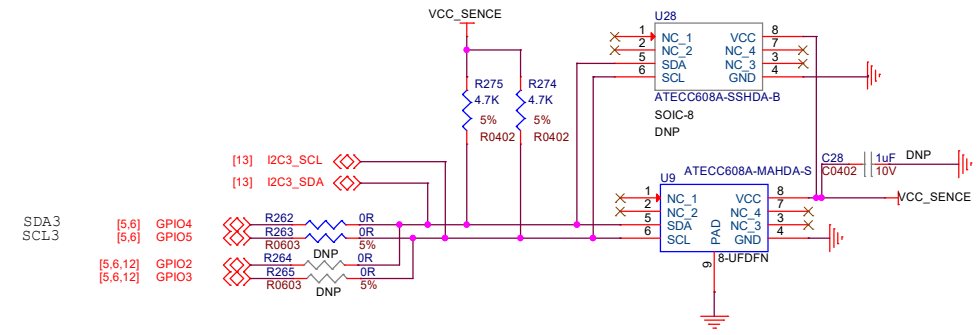 VCC_SENCE
U28
1 NC_1 VCC 8
2 NC_2 NC_4 7
5 SDA NC_3 3
6 SCL GND 4
ATECC608A-SSHDA-B
SOIC-8
DNP
R275 R274
4.7K 4.7K
5% 5%
R0402 R0402
[13] I2C3_SCL
[13] I2C3_SDA
ATECC608A-MAHDA-S
C28 1uF DNP
C0402 10V
U9
1 NC_1 VCC 8
2 NC_2 NC_4 7
5 SDA NC_3 3
6 SCL GND 4
PAD
9
8-UFDFN
VCC_SENCE
SDA3 [5,6] GPIO4 R262 0R
SCL3 [5,6] GPIO5 R263 0R
R0603 5%
DNP
[5,6,12] GPIO2 R264 0R
[5,6,12] GPIO3 R265 0R
R0603 5%
DNP